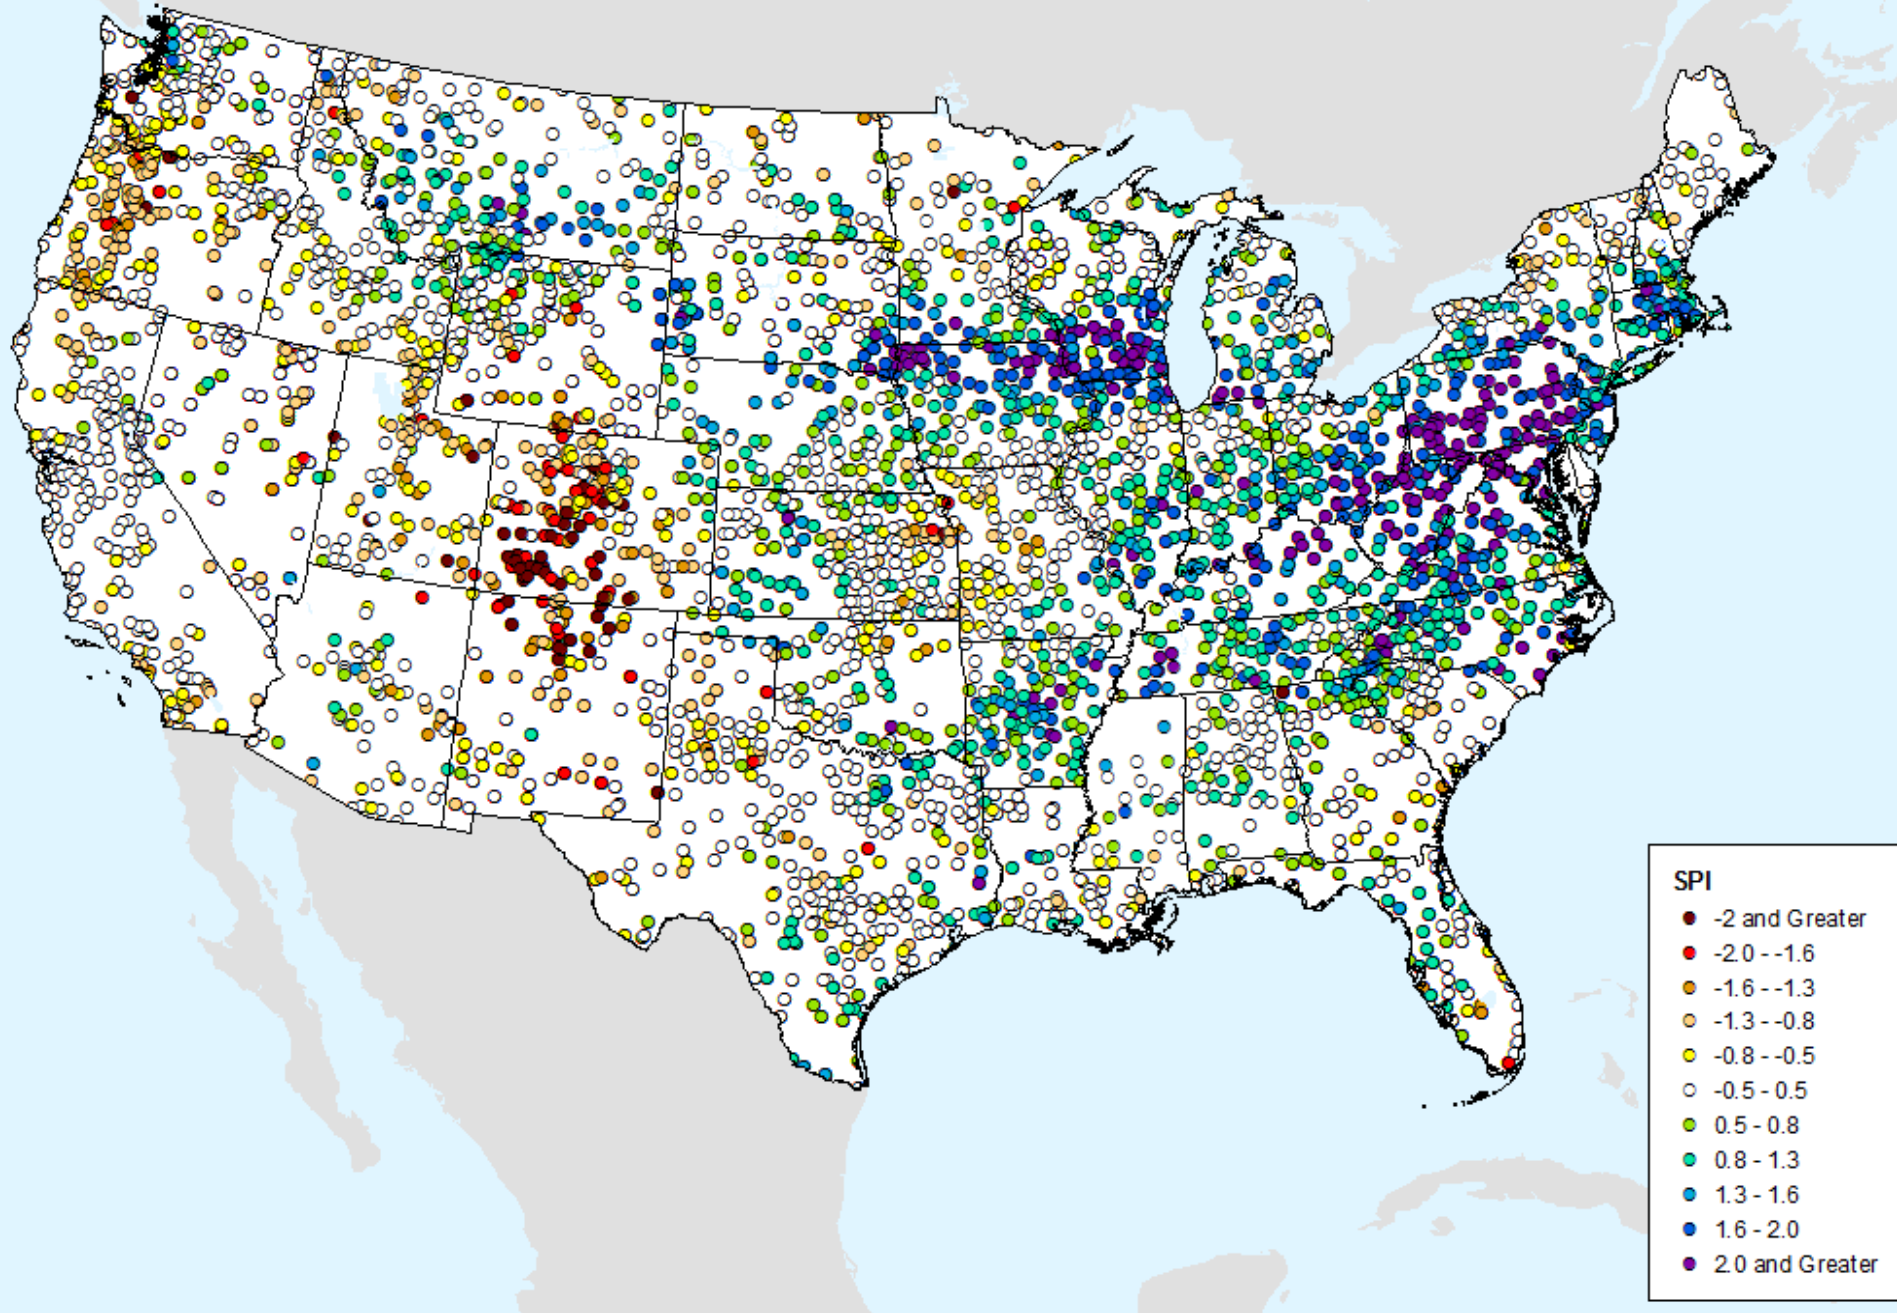 SPI
-2 and Greater
-2.0 - -1.6
-1.6 - -1.3
-1.3 - -0.8
-0.8 - -0.5
-0.5 - 0.5
0.5 - 0.8
0.8 - 1.3
1.3 - 1.6
1.6 - 2.0
2.0 and Greater